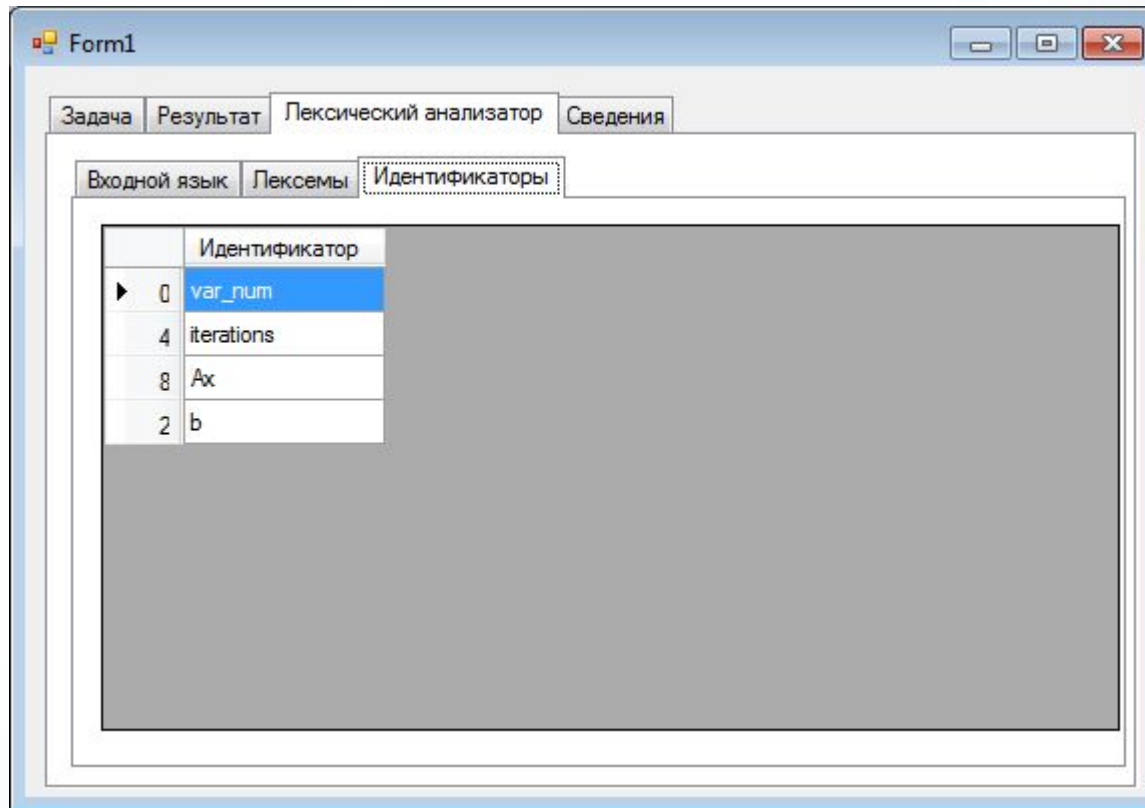 Form1
Задача Результат Лексический анализатор Сведения
Входной язык Лексемы Идентификаторы
Идентификатор
0 var_num
4 iterations
8 Ax
2 b